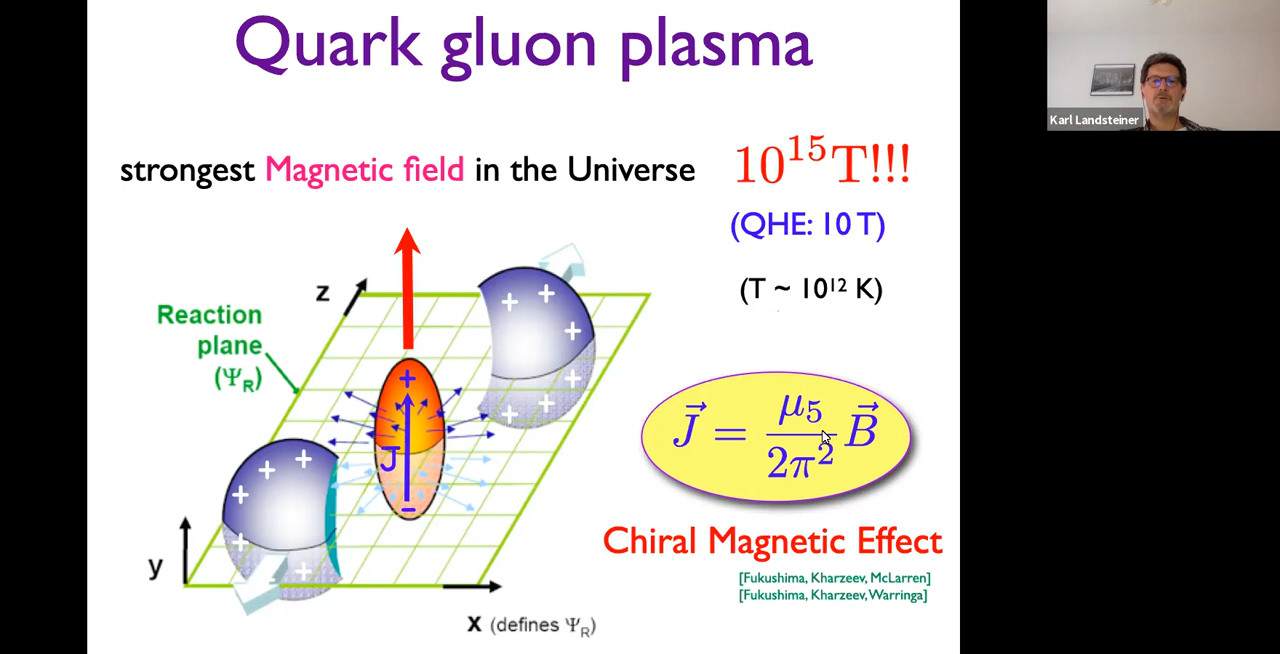 Quark gluon plasma
Karl Landsteiner
strongest Magnetic field in the Universe
10¹⁵T!!!
(QHE: 10 T)
(T ~ 10¹² K)
z
Reaction
plane
(Ψ_R)
+ + +
+ + +
+
J
−
+ + +
+ +
y
X (defines Ψ_R)
J⃗ = μ₅/2π² B⃗
Chiral Magnetic Effect
[Fukushima, Kharzeev, McLarren]
[Fukushima, Kharzeev, Warringa]